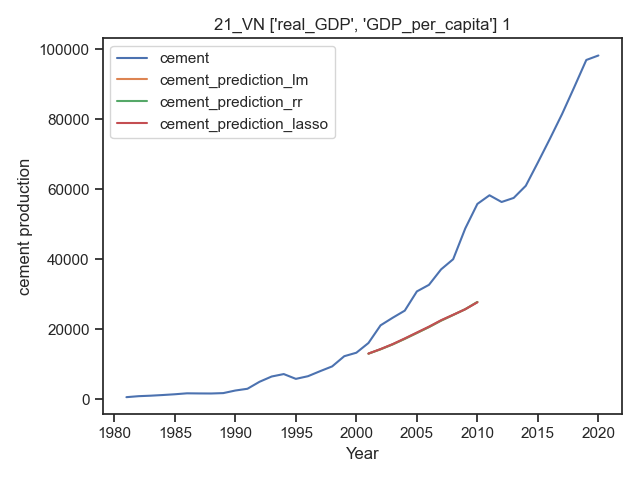 21_VN ['real_GDP', 'GDP_per_capita'] 1
100000
80000
60000
40000
20000
0
cement production
cement
cement_prediction_lm
cement_prediction_rr
cement_prediction_lasso
1980 1985 1990 1995 2000 2005 2010 2015 2020
Year